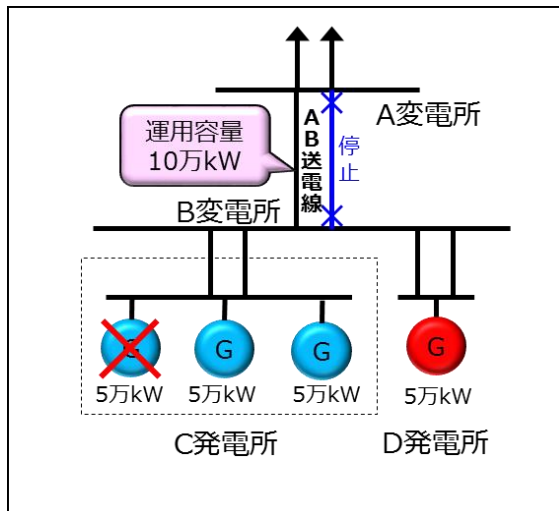 A変電所
運用容量
10万kW
AB送電線
停止
B変電所
G
G
G
G
5万kW
5万kW
5万kW
5万kW
C発電所
D発電所